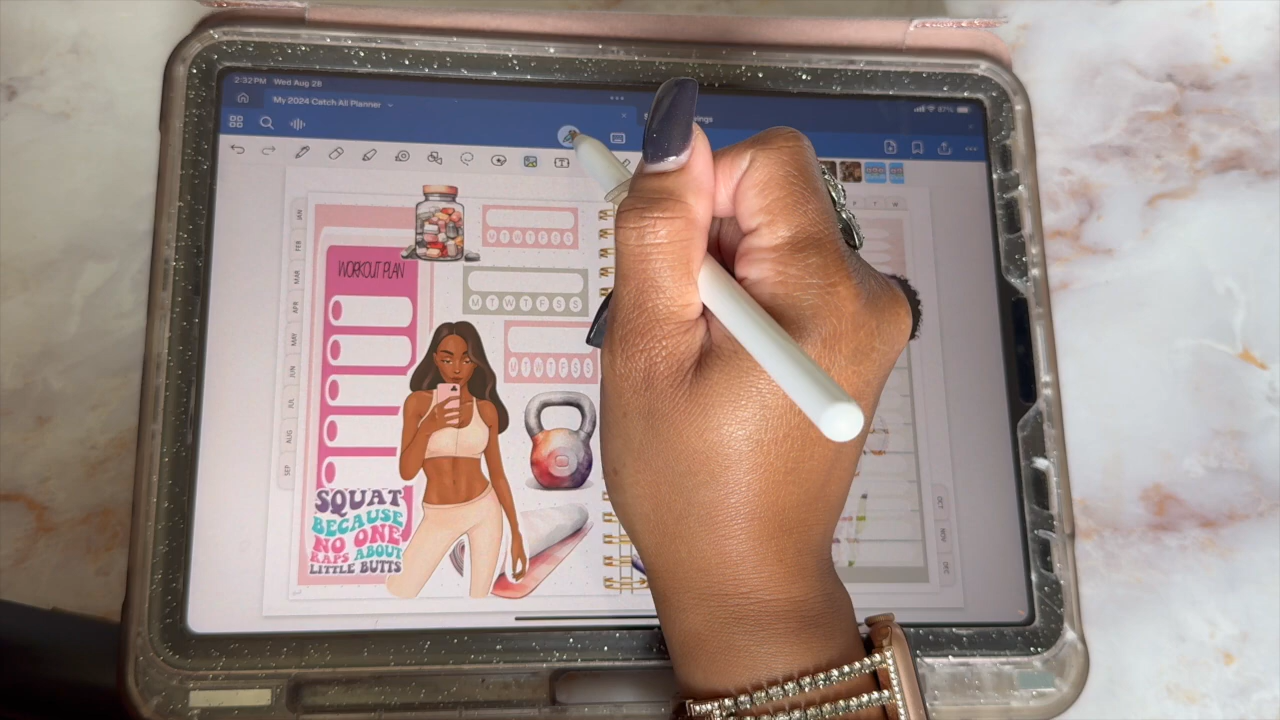 2:32 PM Wed Aug 28
87%
My 2024 Catch All Planner
T
F T W
JAN
FEB
MAR
APR
MAY
JUN
JUL
AUG
SEP
WORKOUT PLAN
M T W T F S S
M T W T F S S
M T W T F S S
SQUAT
BECAUSE
NO ONE
RAPS ABOUT
LITTLE BUTTS
OCT
NOV
DEC